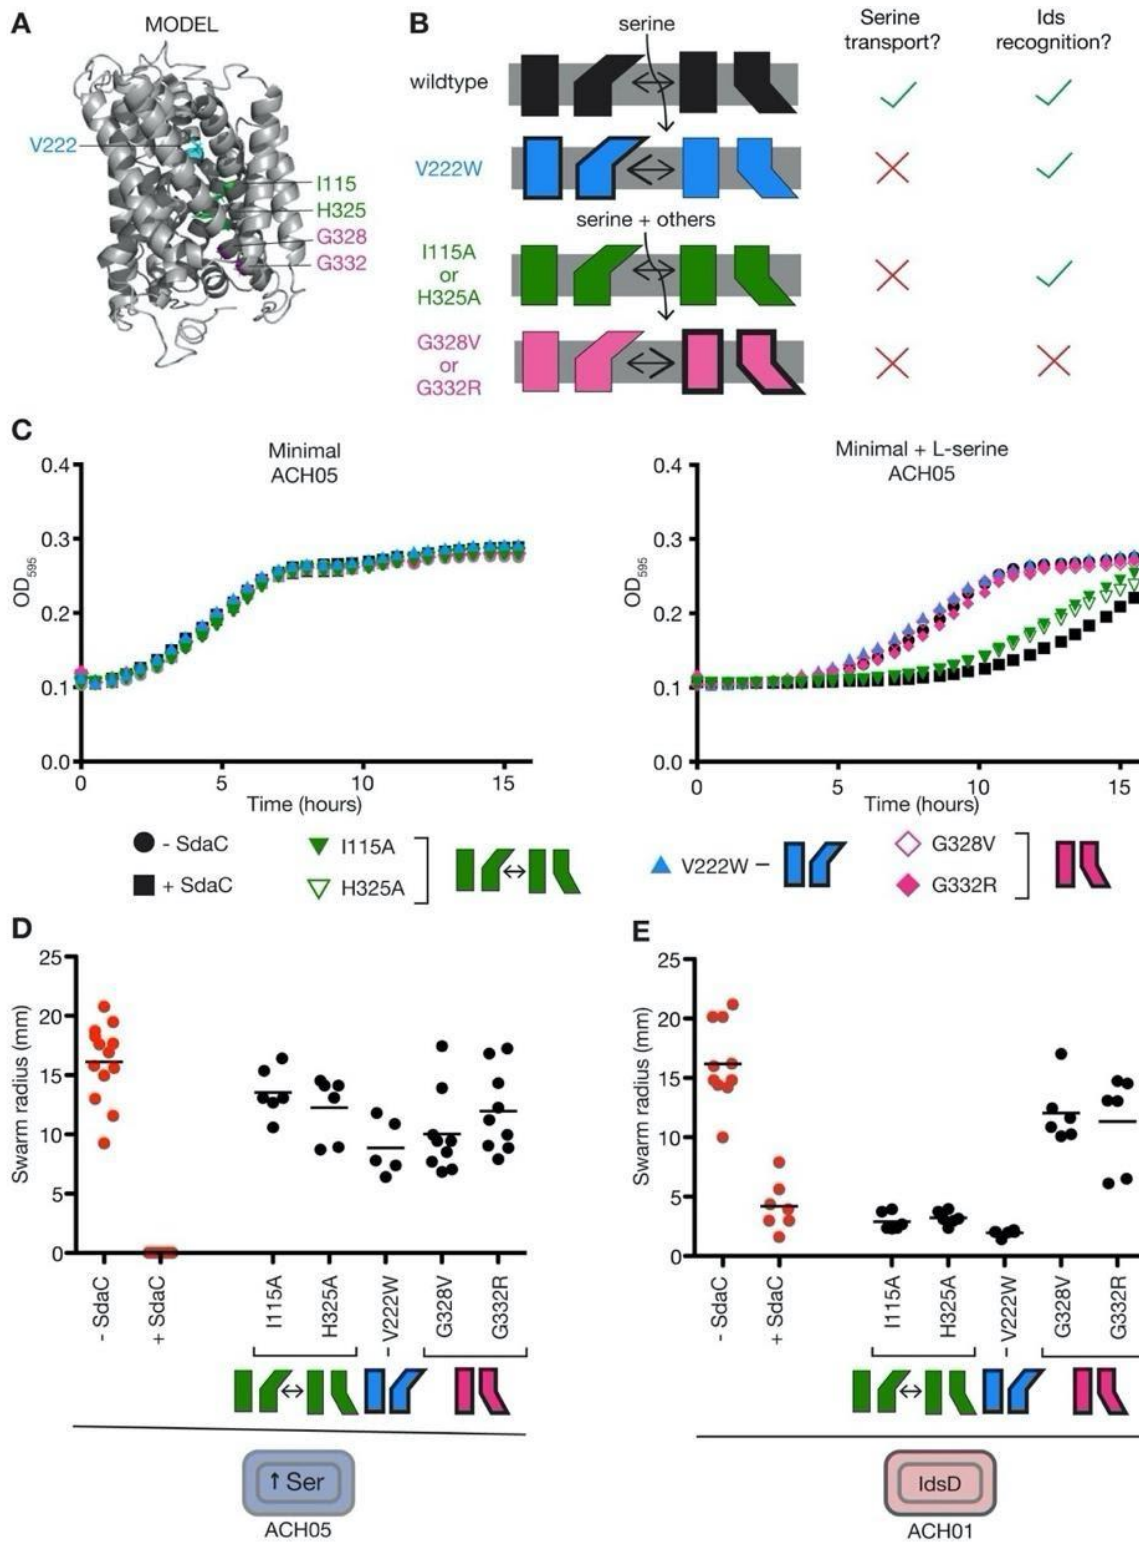 A
MODEL
V222
I115
H325
G328
G332
B
serine
Serine
transport?
Ids
recognition?
wildtype
V222W
serine + others
I115A
or
H325A
G328V
or
G332R
C
Minimal
ACH05
0.4
0.3
0.2
0.1
0.0
OD595
0 5 10 15
Time (hours)
Minimal + L-serine
ACH05
0.4
0.3
0.2
0.1
0.0
OD595
0 5 10 15
Time (hours)
- SdaC
+ SdaC
I115A
H325A
V222W –
G328V
G332R
D
25
20
15
10
5
0
Swarm radius (mm)
- SdaC
+ SdaC
I115A
H325A
– V222W
G328V
G332R
↑ Ser
ACH05
E
25
20
15
10
5
0
Swarm radius (mm)
- SdaC
+ SdaC
I115A
H325A
– V222W
G328V
G332R
IdsD
ACH01